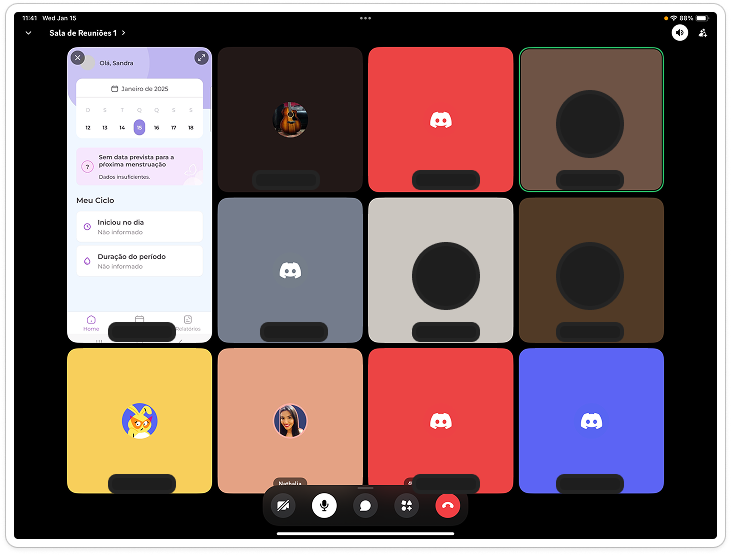 11:41 Wed Jan 15
88%
Sala de Reuniões 1
Olá, Sandra
Janeiro de 2025
D S T Q Q S S
12 13 14 15 16 17 18
?
Sem data prevista para a
próxima menstruação
Dados insuficientes.
Meu Ciclo
Iniciou no dia
Não informado
Duração do período
Não informado
Home
Relatórios
Nathalia